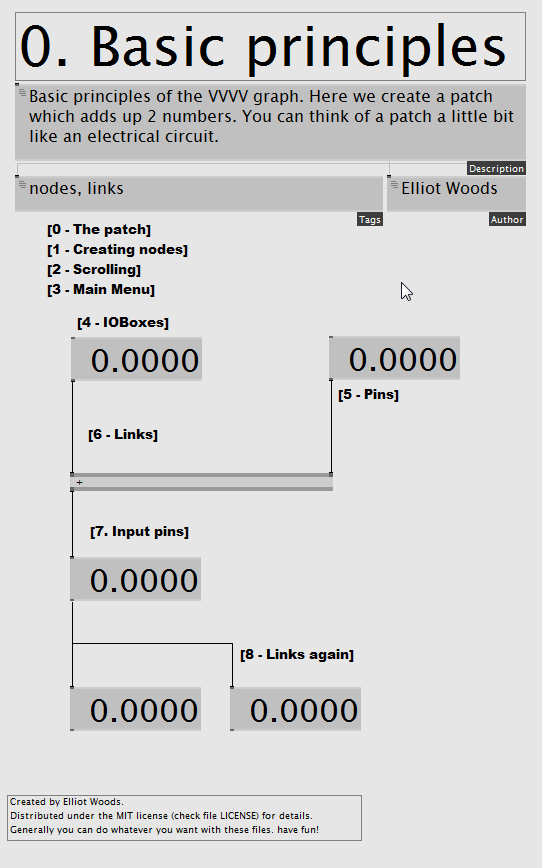 0. Basic principles
Basic principles of the VVVV graph. Here we create a patch
which adds up 2 numbers. You can think of a patch a little bit
like an electrical circuit.
Description
nodes, links
Elliot Woods
Tags
Author
[0 - The patch]
[1 - Creating nodes]
[2 - Scrolling]
[3 - Main Menu]
[4 - IOBoxes]
0.0000
0.0000
[5 - Pins]
[6 - Links]
+
[7. Input pins]
0.0000
[8 - Links again]
0.0000
0.0000
Created by Elliot Woods.
Distributed under the MIT license (check file LICENSE) for details.
Generally you can do whatever you want with these files. have fun!